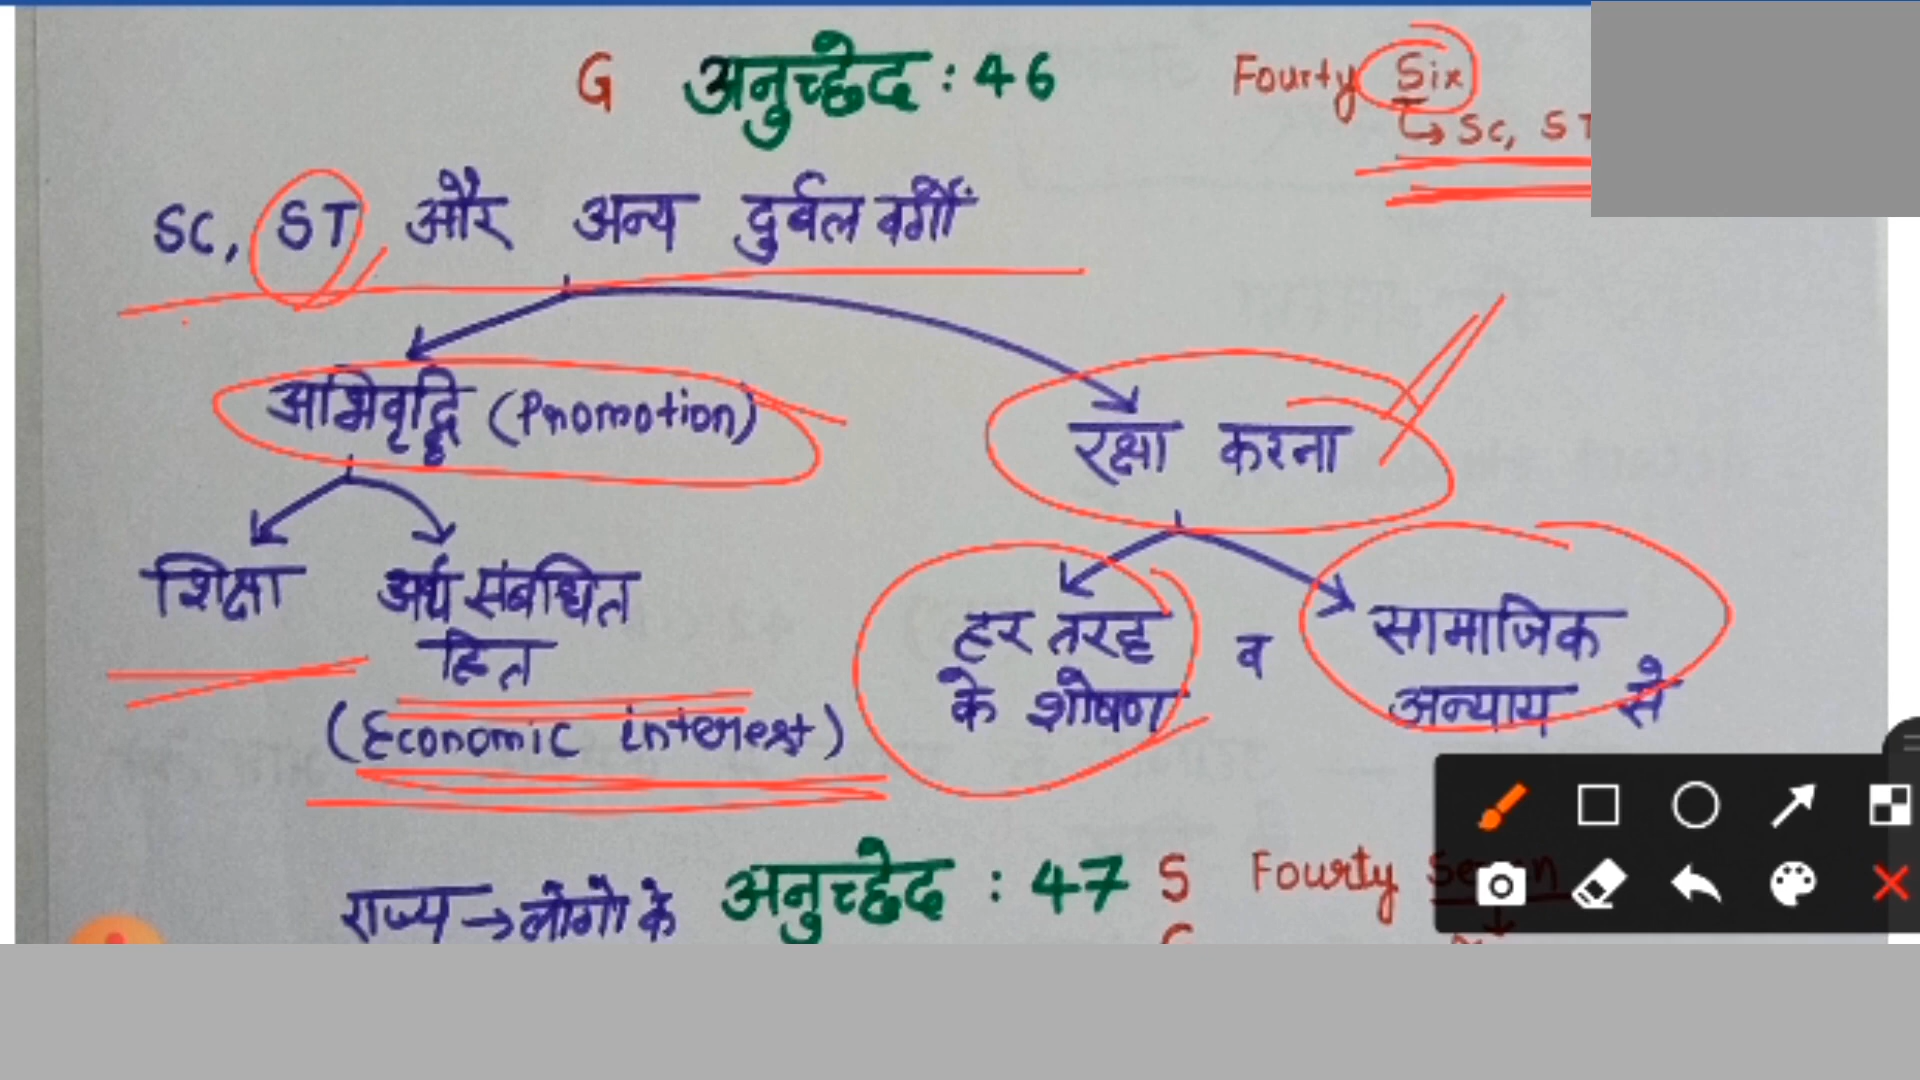 G अनुच्छेद : 46 Fourty Six
→ SC, ST
SC, ST और अन्य दुर्बल वर्गों
अभिवृद्धि (Promotion)
रक्षा करना
शिक्षा अर्थ संबंधित
हित
(Economic interest)
हर तरह
के शोषण
व
सामाजिक
अन्याय से
अनुच्छेद : 47 S Fourty Seven
राज्य → लोगों के